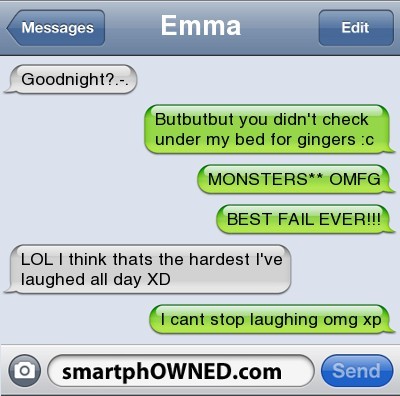 Messages
Emma
Edit
Goodnight?.-.
Butbutbut you didn't check
under my bed for gingers :c
MONSTERS** OMFG
BEST FAIL EVER!!!
LOL I think thats the hardest I've
laughed all day XD
I cant stop laughing omg xp
smartphOWNED.com
Send